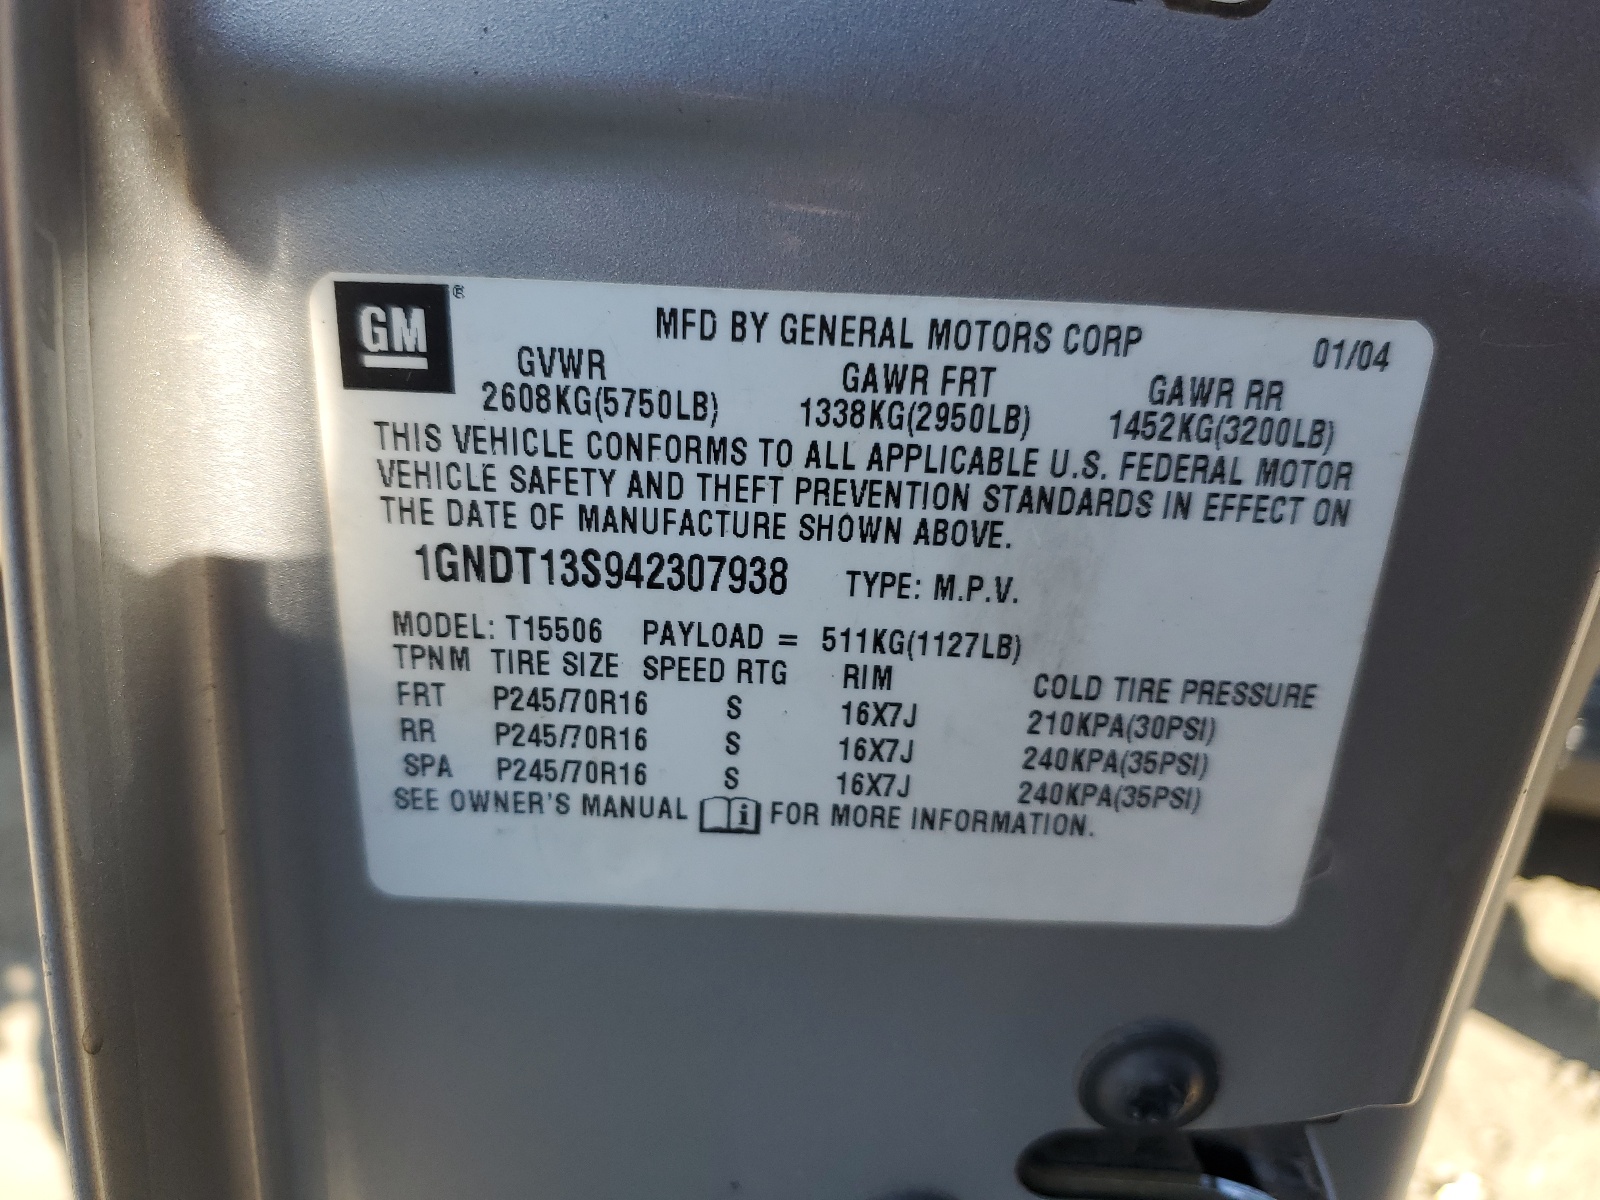 GM ®
MFD BY GENERAL MOTORS CORP 01/04
GVWR GAWR FRT GAWR RR
2608KG(5750LB) 1338KG(2950LB) 1452KG(3200LB)
THIS VEHICLE CONFORMS TO ALL APPLICABLE U.S. FEDERAL MOTOR
VEHICLE SAFETY AND THEFT PREVENTION STANDARDS IN EFFECT ON
THE DATE OF MANUFACTURE SHOWN ABOVE.
1GNDT13S942307938 TYPE: M.P.V.
MODEL: T15506 PAYLOAD = 511KG(1127LB)
TPNM TIRE SIZE SPEED RTG RIM COLD TIRE PRESSURE
FRT P245/70R16 S 16X7J 210KPA(30PSI)
RR P245/70R16 S 16X7J 240KPA(35PSI)
SPA P245/70R16 S 16X7J 240KPA(35PSI)
SEE OWNER'S MANUAL i FOR MORE INFORMATION.